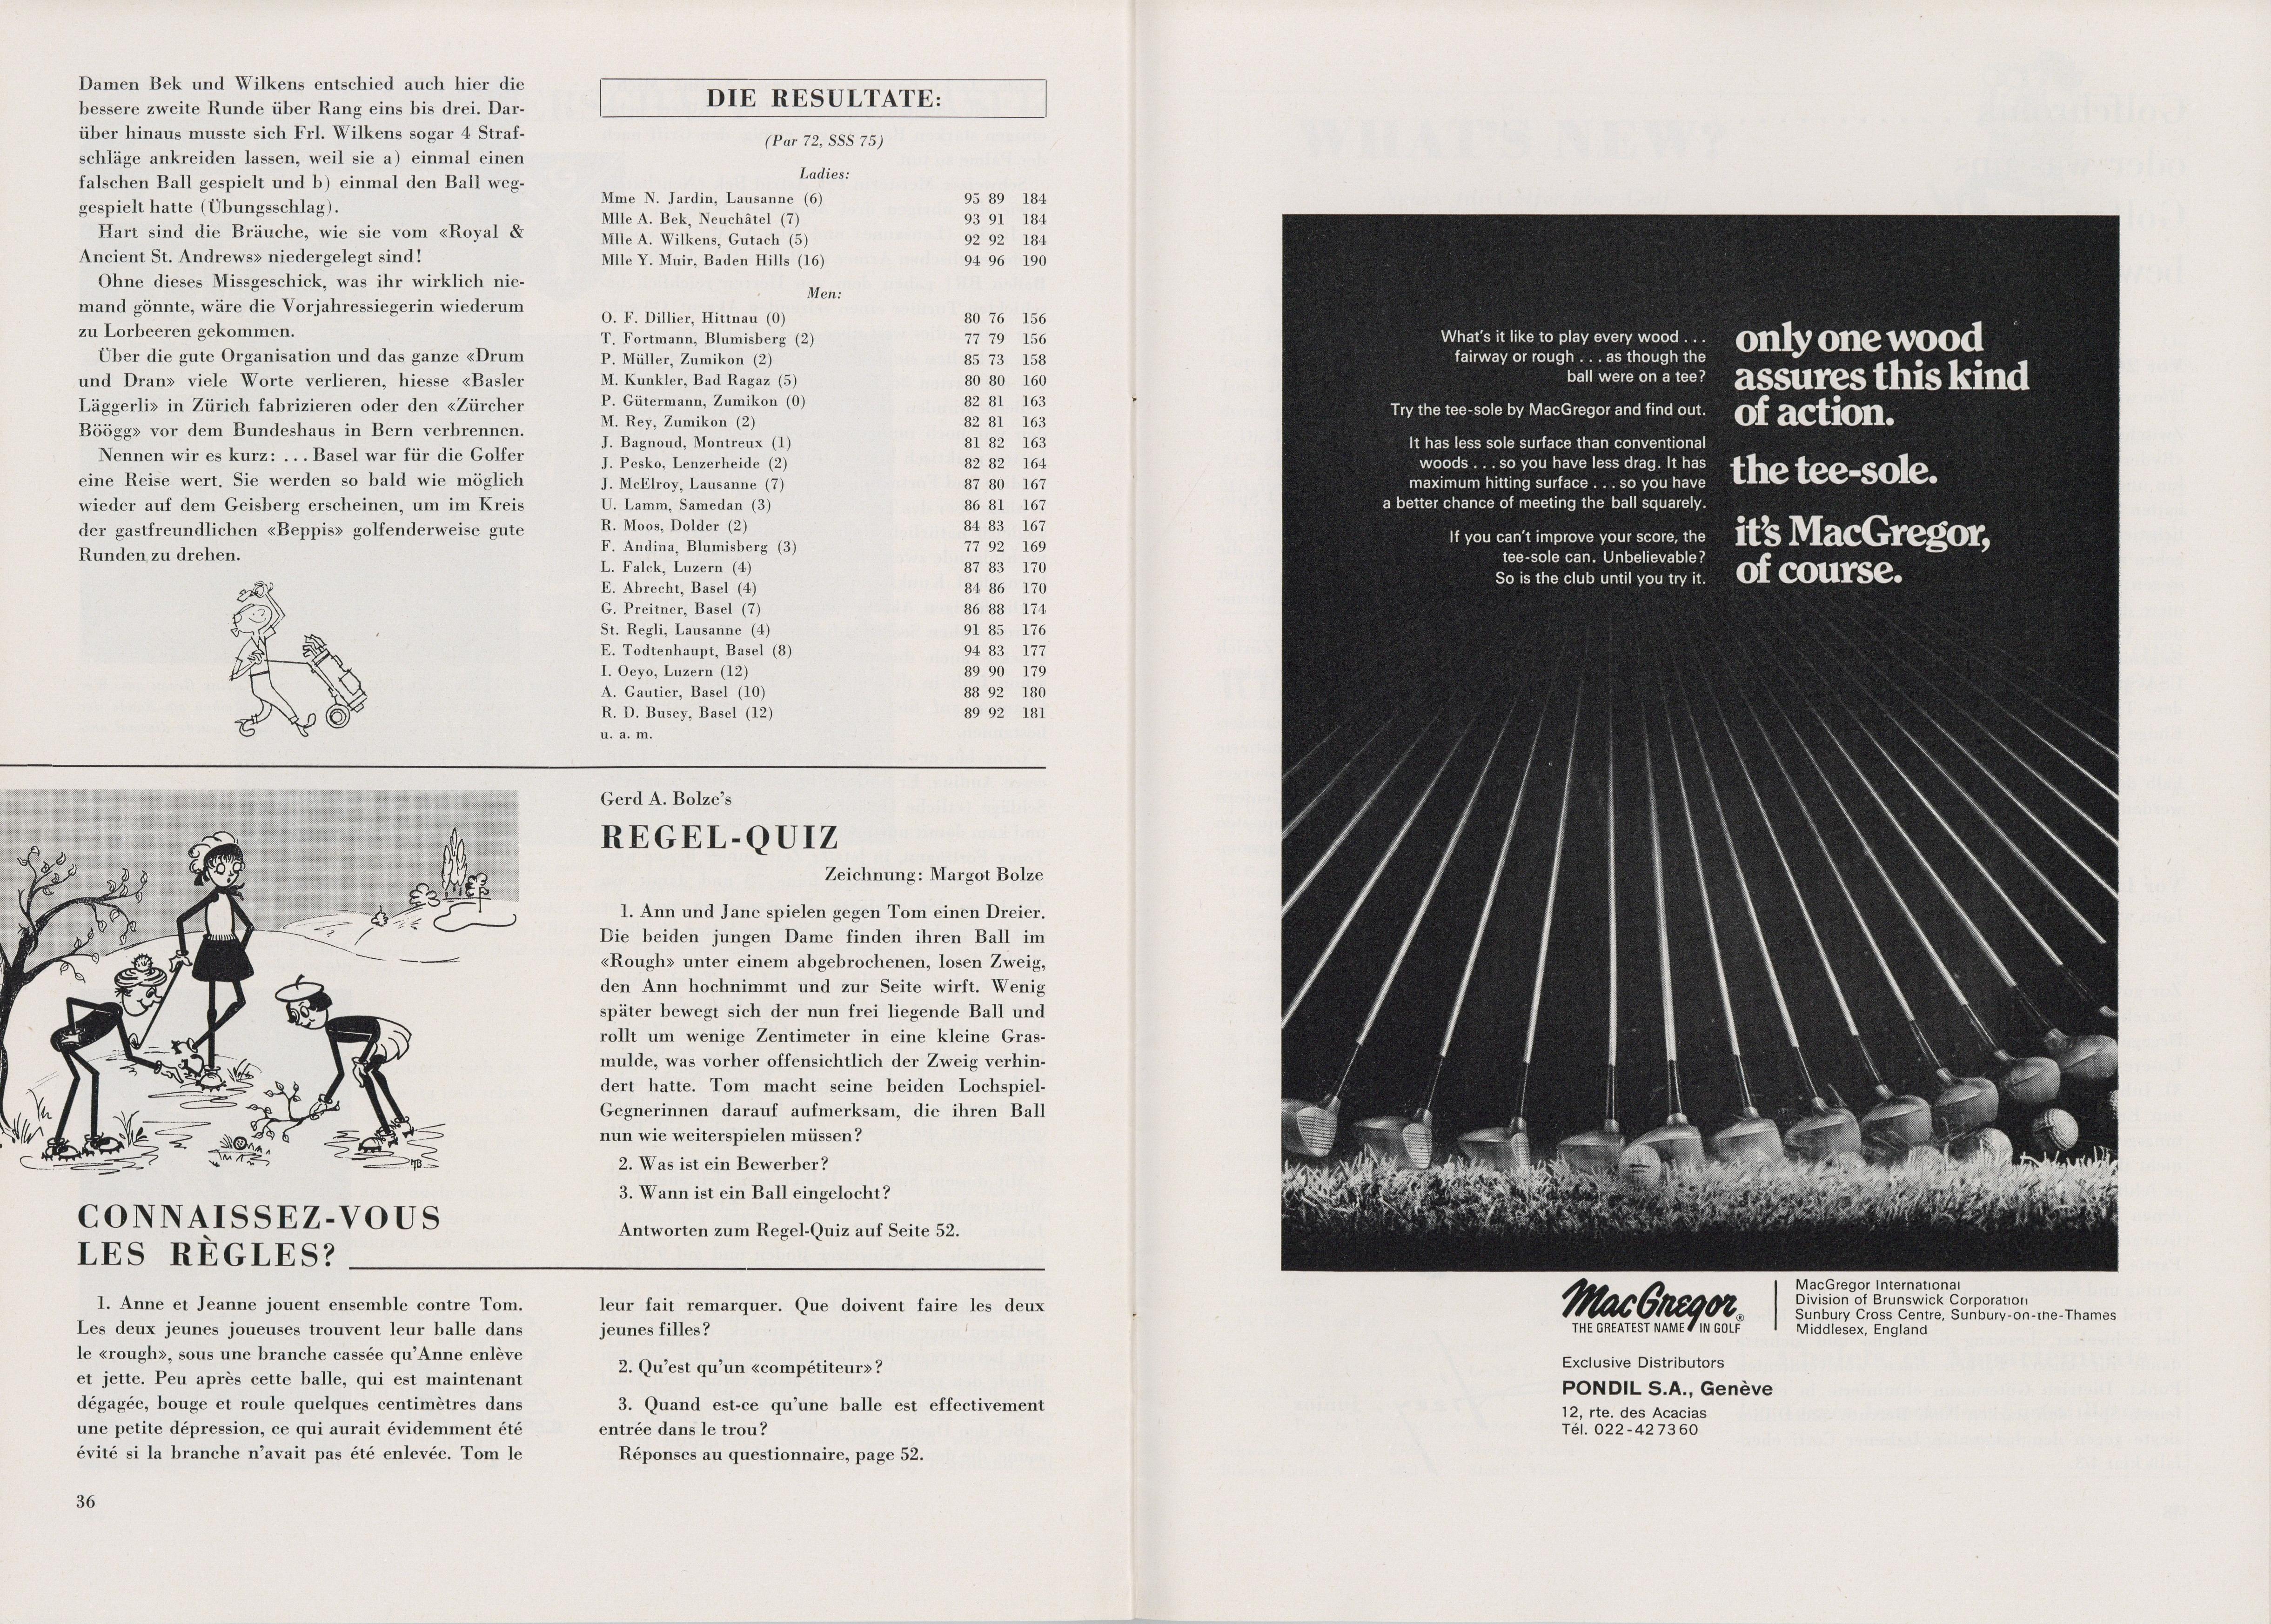 Damen Bek und Wilkens entschied auch hier die
bessere zweite Runde über Rang eins bis drei. Dar-
über hinaus musste sich Frl. Wilkens sogar 4 Straf-
schläge ankreiden lassen, weil sie a) einmal einen
falschen Ball gespielt und b) einmal den Ball weg-
gespielt hatte (Übungsschlag).
Hart sind die Bräuche, wie sie vom «Royal &
Ancient St. Andrews» niedergelegt sind!
Ohne dieses Missgeschick, was ihr wirklich nie-
mand gönnte, wäre die Vorjahressiegerin wiederum
zu Lorbeeren gekommen.
Über die gute Organisation und das ganze «Drum
und Dran» viele Worte verlieren, hiesse «Basler
Läggerli» in Zürich fabrizieren oder den «Zürcher
Böögg» vor dem Bundeshaus in Bern verbrennen.
Nennen wir es kurz: ... Basel war für die Golfer
eine Reise wert. Sie werden so bald wie möglich
wieder auf dem Geisberg erscheinen, um im Kreis
der gastfreundlichen «Beppis» golfenderweise gute
Runden zu drehen.
DIE RESULTATE:
(Par 72, SSS 75)
Ladies:
Mme N. Jardin, Lausanne (6) 95 89 184
Mlle A. Bek, Neuchâtel (7) 93 91 184
Mlle A. Wilkens, Gutach (5) 92 92 184
Mlle Y. Muir, Baden Hills (16) 94 96 190
Men:
O. F. Dillier, Hittnau (0) 80 76 156
T. Fortmann, Blumisberg (2) 77 79 156
P. Müller, Zumikon (2) 85 73 158
M. Kunkler, Bad Ragaz (5) 80 80 160
P. Gütermann, Zumikon (0) 82 81 163
M. Rey, Zumikon (2) 82 81 163
J. Bagnoud, Montreux (1) 81 82 163
J. Pesko, Lenzerheide (2) 82 82 164
J. McElroy, Lausanne (7) 87 80 167
U. Lamm, Samedan (3) 86 81 167
R. Moos, Dolder (2) 84 83 167
F. Andina, Blumisberg (3) 77 92 169
L. Falck, Luzern (4) 87 83 170
E. Abrecht, Basel (4) 84 86 170
G. Preitner, Basel (7) 86 88 174
St. Regli, Lausanne (4) 91 85 176
E. Todtenhaupt, Basel (8) 94 83 177
I. Oeyo, Luzern (12) 89 90 179
A. Gautier, Basel (10) 88 92 180
R. D. Busey, Basel (12) 89 92 181
u. a. m.
Gerd A. Bolze's
REGEL-QUIZ
Zeichnung: Margot Bolze
1. Ann und Jane spielen gegen Tom einen Dreier.
Die beiden jungen Dame finden ihren Ball im
«Rough» unter einem abgebrochenen, losen Zweig,
den Ann hochnimmt und zur Seite wirft. Wenig
später bewegt sich der nun frei liegende Ball und
rollt um wenige Zentimeter in eine kleine Gras-
mulde, was vorher offensichtlich der Zweig verhin-
dert hatte. Tom macht seine beiden Lochspiel-
Gegnerinnen darauf aufmerksam, die ihren Ball
nun wie weiterspielen müssen?
2. Was ist ein Bewerber?
3. Wann ist ein Ball eingelocht?
Antworten zum Regel-Quiz auf Seite 52.
MB
CONNAISSEZ-VOUS
LES RÈGLES?
1. Anne et Jeanne jouent ensemble contre Tom.
Les deux jeunes joueuses trouvent leur balle dans
le «rough», sous une branche cassée qu'Anne enlève
et jette. Peu après cette balle, qui est maintenant
dégagée, bouge et roule quelques centimètres dans
une petite dépression, ce qui aurait évidemment été
évité si la branche n'avait pas été enlevée. Tom le
leur fait remarquer. Que doivent faire les deux
jeunes filles?
2. Qu'est qu'un «compétiteur»?
3. Quand est-ce qu'une balle est effectivement
entrée dans le trou?
Réponses au questionnaire, page 52.
36
What's it like to play every wood ...
fairway or rough ... as though the
ball were on a tee?
Try the tee-sole by MacGregor and find out.
It has less sole surface than conventional
woods ... so you have less drag. It has
maximum hitting surface ... so you have
a better chance of meeting the ball squarely.
If you can't improve your score, the
tee-sole can. Unbelievable?
So is the club until you try it.
only one wood
assures this kind
of action.
the tee-sole.
it's MacGregor,
of course.
MacGregor®
THE GREATEST NAME IN GOLF
MacGregor International
Division of Brunswick Corporation
Sunbury Cross Centre, Sunbury-on-the-Thames
Middlesex, England
Exclusive Distributors
PONDIL S.A., Genève
12, rte. des Acacias
Tél. 022-42 73 60